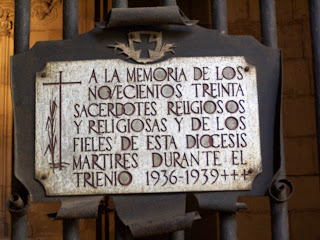 A LA MEMORIA DE LOS
NOVECIENTOS TREINTA
SACERDOTES RELIGIOSOS
Y RELIGIOSAS Y DE LOS
FIELES DE ESTA DIOCESIS
MARTIRES DURANTE EL
TRIENIO 1936-1939+++